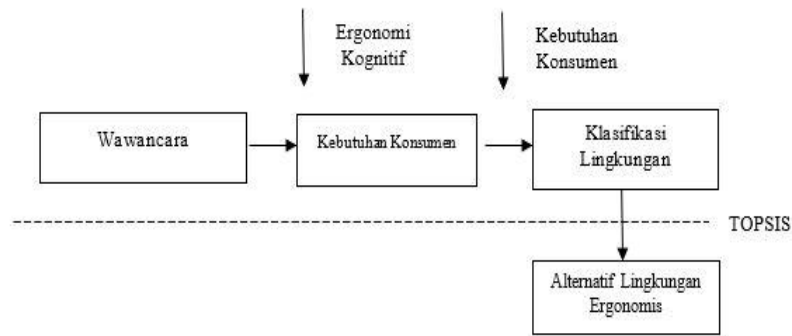 Ergonomi
Kognitif
Kebutuhan
Konsumen
Wawancara
Kebutuhan Konsumen
Klasifikasi
Lingkungan
TOPSIS
Alternatif Lingkungan
Ergonomis